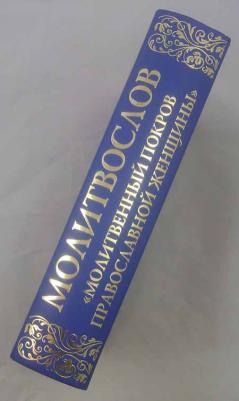 МОЛИТВОСЛОВ
«МОЛИТВЕННЫЙ ПОКРОВ
ПРАВОСЛАВНОЙ ЖЕНЩИНЫ»